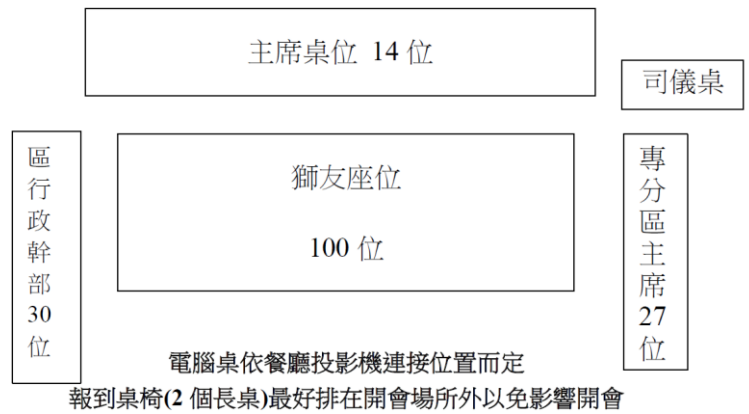 主席桌位 14 位
司儀桌
區行政幹部30位
獅友座位
100 位
專分區主席27位
電腦桌依餐廳投影機連接位置而定
報到桌椅(2 個長桌)最好排在開會場所外以免影響開會